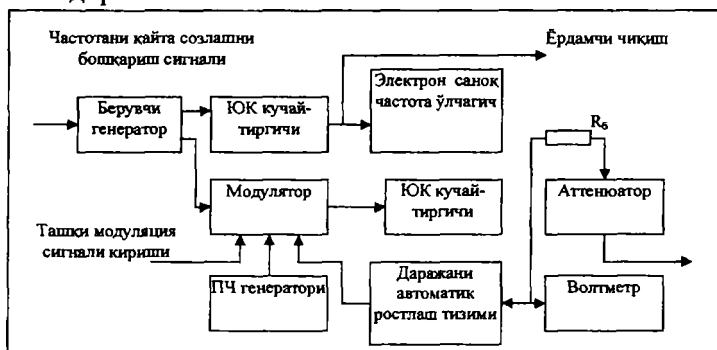 Частотани қайта созлашни
бошқариш сигнали
Ёрдамчи чиқиш
Берувчи
генератор
ЮК кучай-
тиргичи
Электрон саноқ
частота ўлчагич
R₅
Модулятор
ЮК кучай-
тиргичи
Аттенюатор
Ташқи модуляция
сигнали кириши
ПЧ генератори
Даражани
автоматик
ростлаш тизими
Волтметр